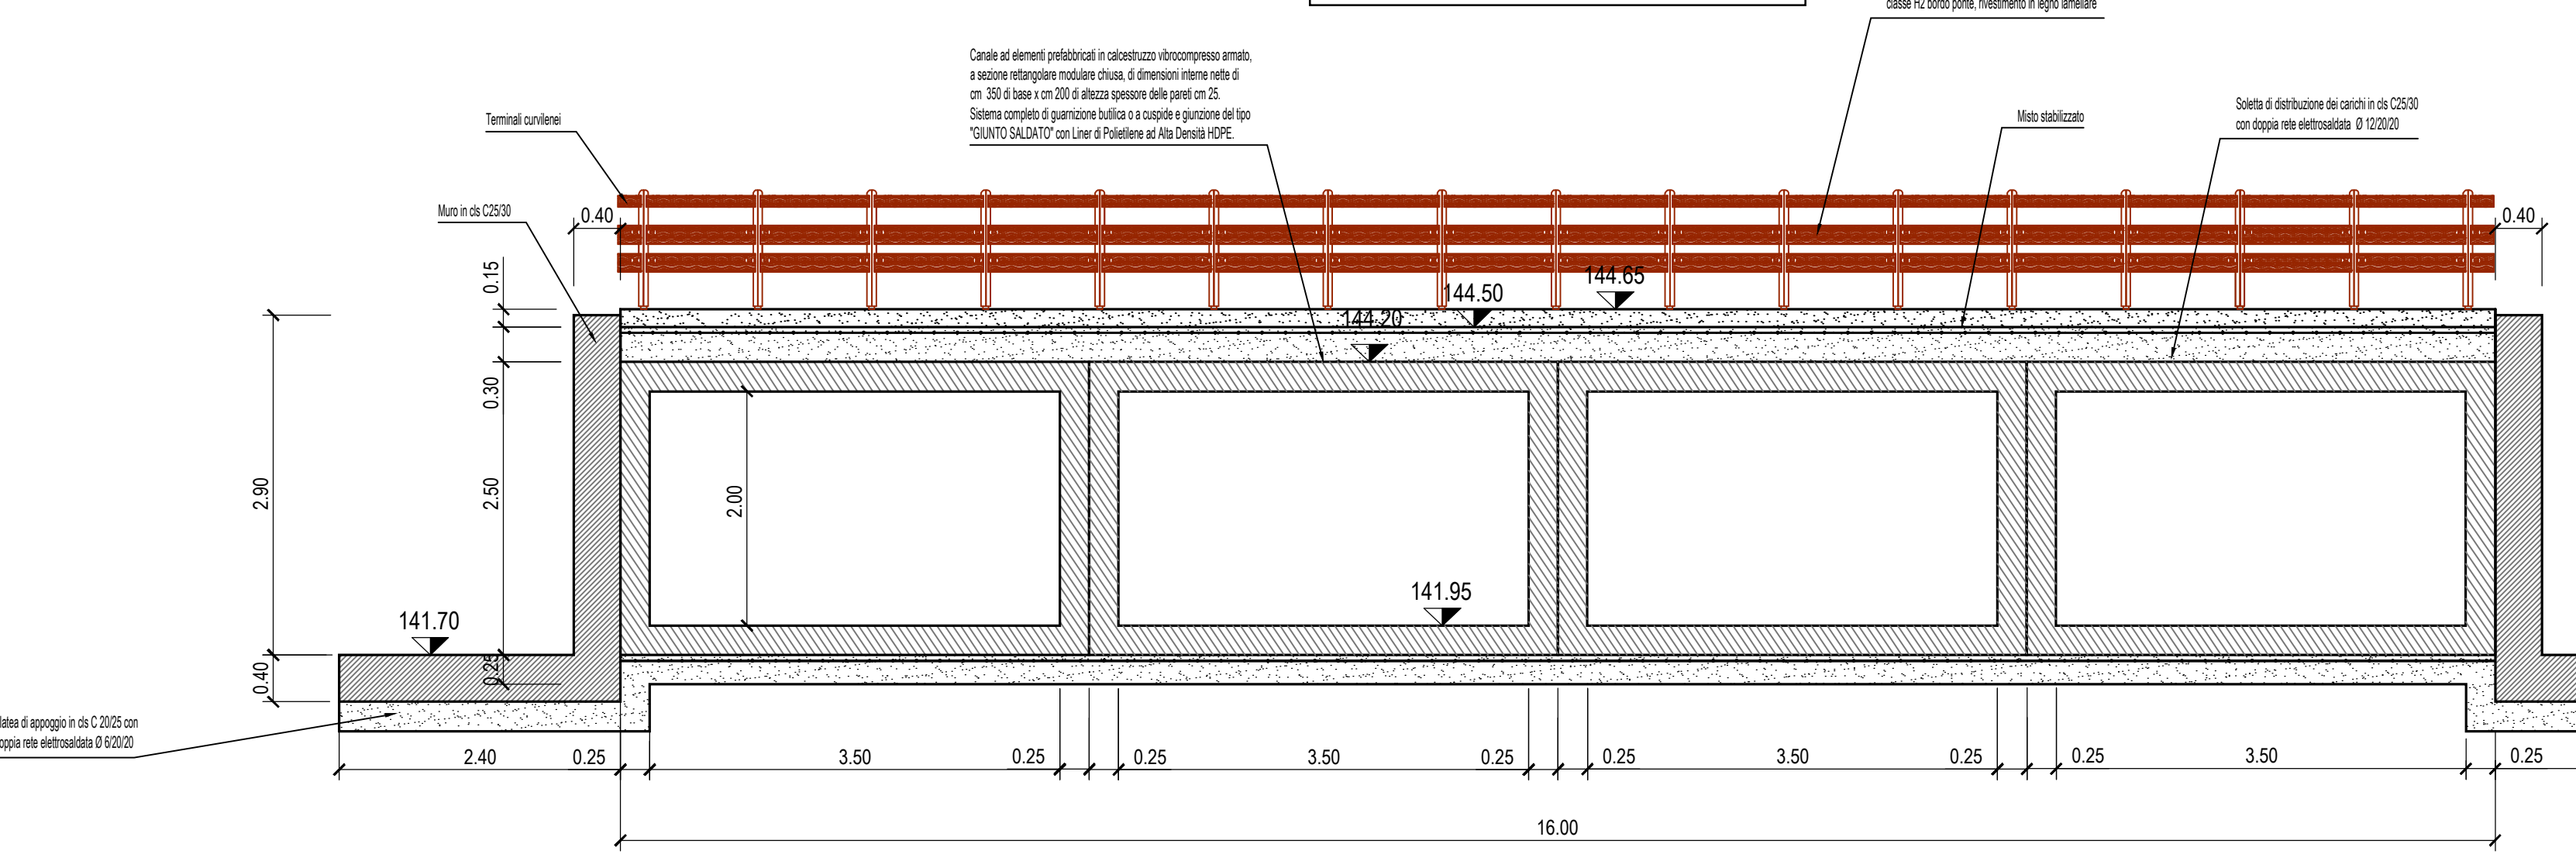 classe H2 bordo ponte, rivestimento in legno lamellare
Canale ad elementi prefabbricati in calcestruzzo vibrocompresso armato,
a sezione rettangolare modulare chiusa, di dimensioni interne nette di
cm 350 di base x cm 200 di altezza spessore delle pareti cm 25.
Sistema completo di guarnizione butilica o a cuspide e giunzione del tipo
"GIUNTO SALDATO" con Liner di Polietilene ad Alta Densità HDPE.
Terminali curvilenei
Misto stabilizzato
Soletta di distribuzione dei carichi in cls C25/30
con doppia rete elettrosaldata Ø 12/20/20
Muro in cls C25/30
0.40
0.40
0.15
144.65
144.50
144.20
0.30
2.90
2.50
2.00
141.95
141.70
0.25
0.40
latea di appoggio in cls C 20/25 con
oppia rete elettrosaldata Ø 6/20/20
2.40
0.25
3.50
0.25
0.25
3.50
0.25
0.25
3.50
0.25
0.25
3.50
0.25
16.00